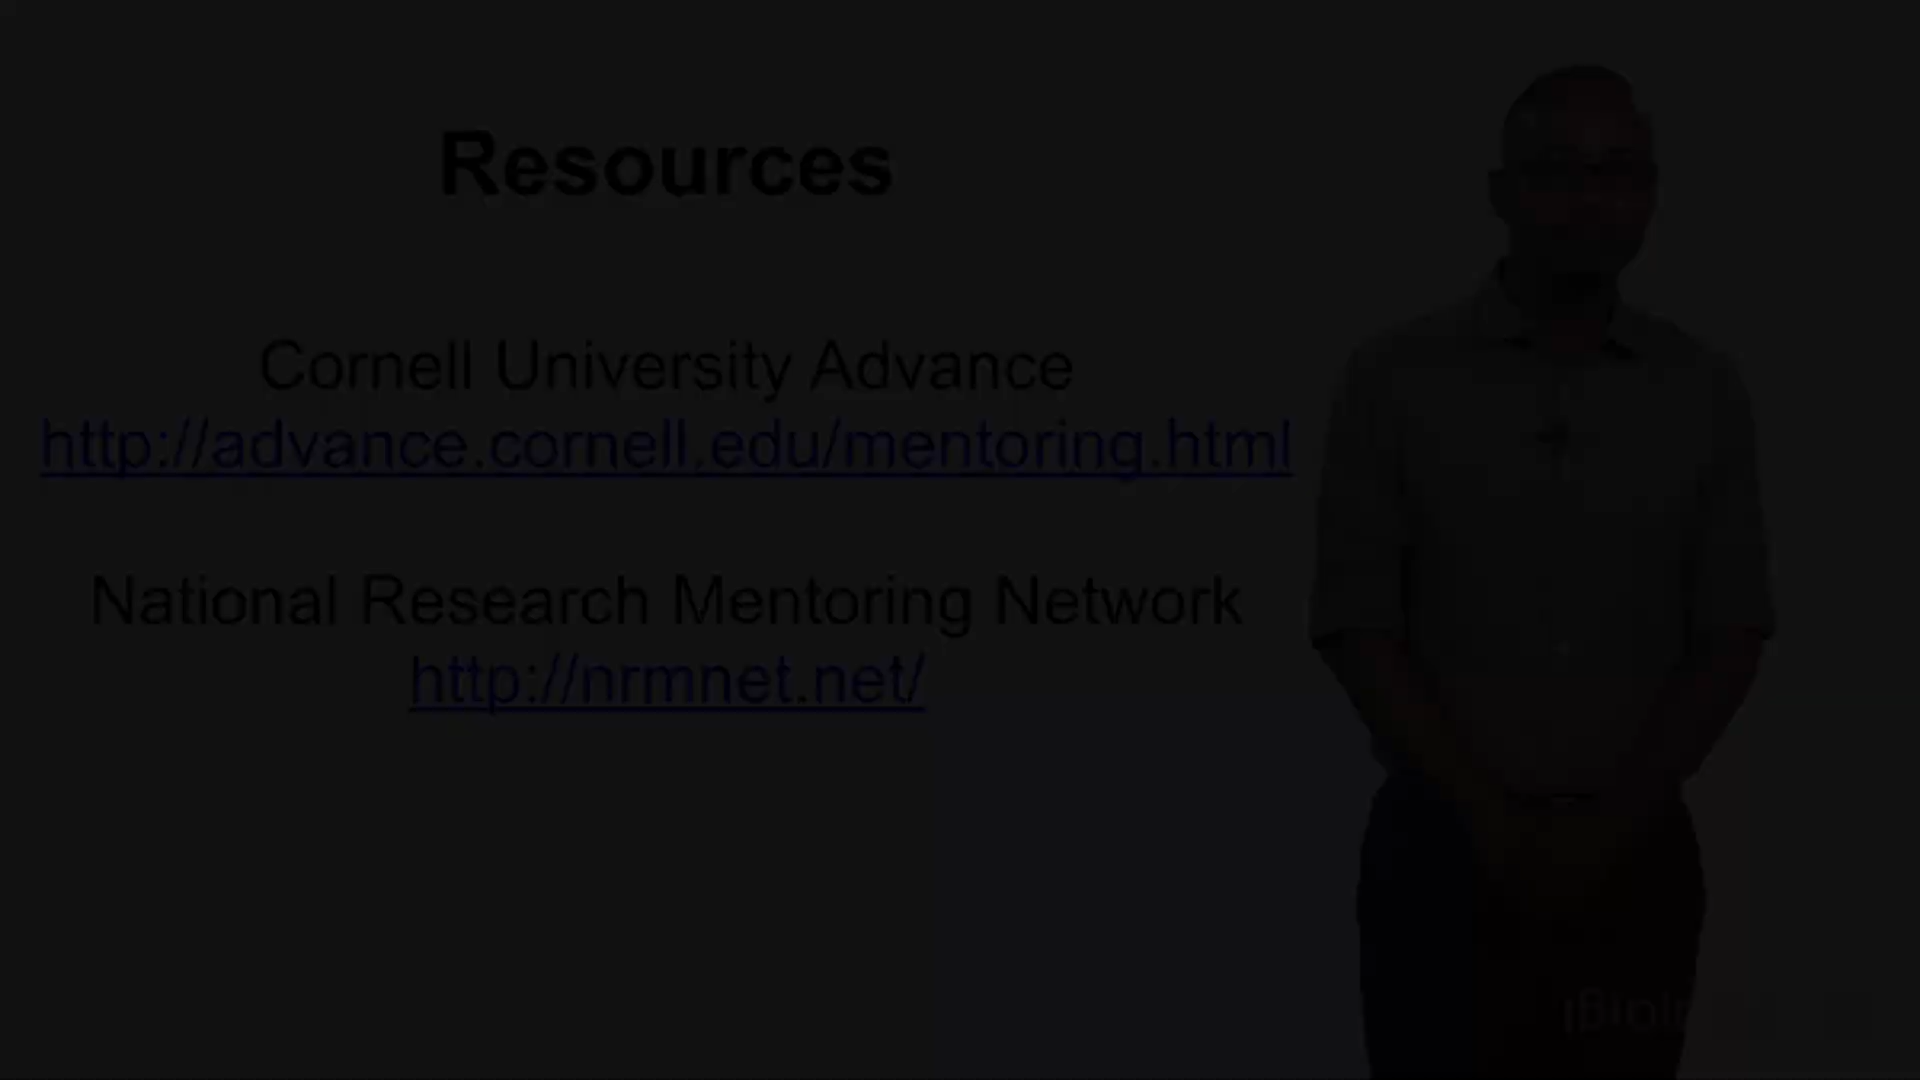 Resources
Cornell University Advance
http://advance.cornell.edu/mentoring.html
National Research Mentoring Network
http://nrmnet.net/